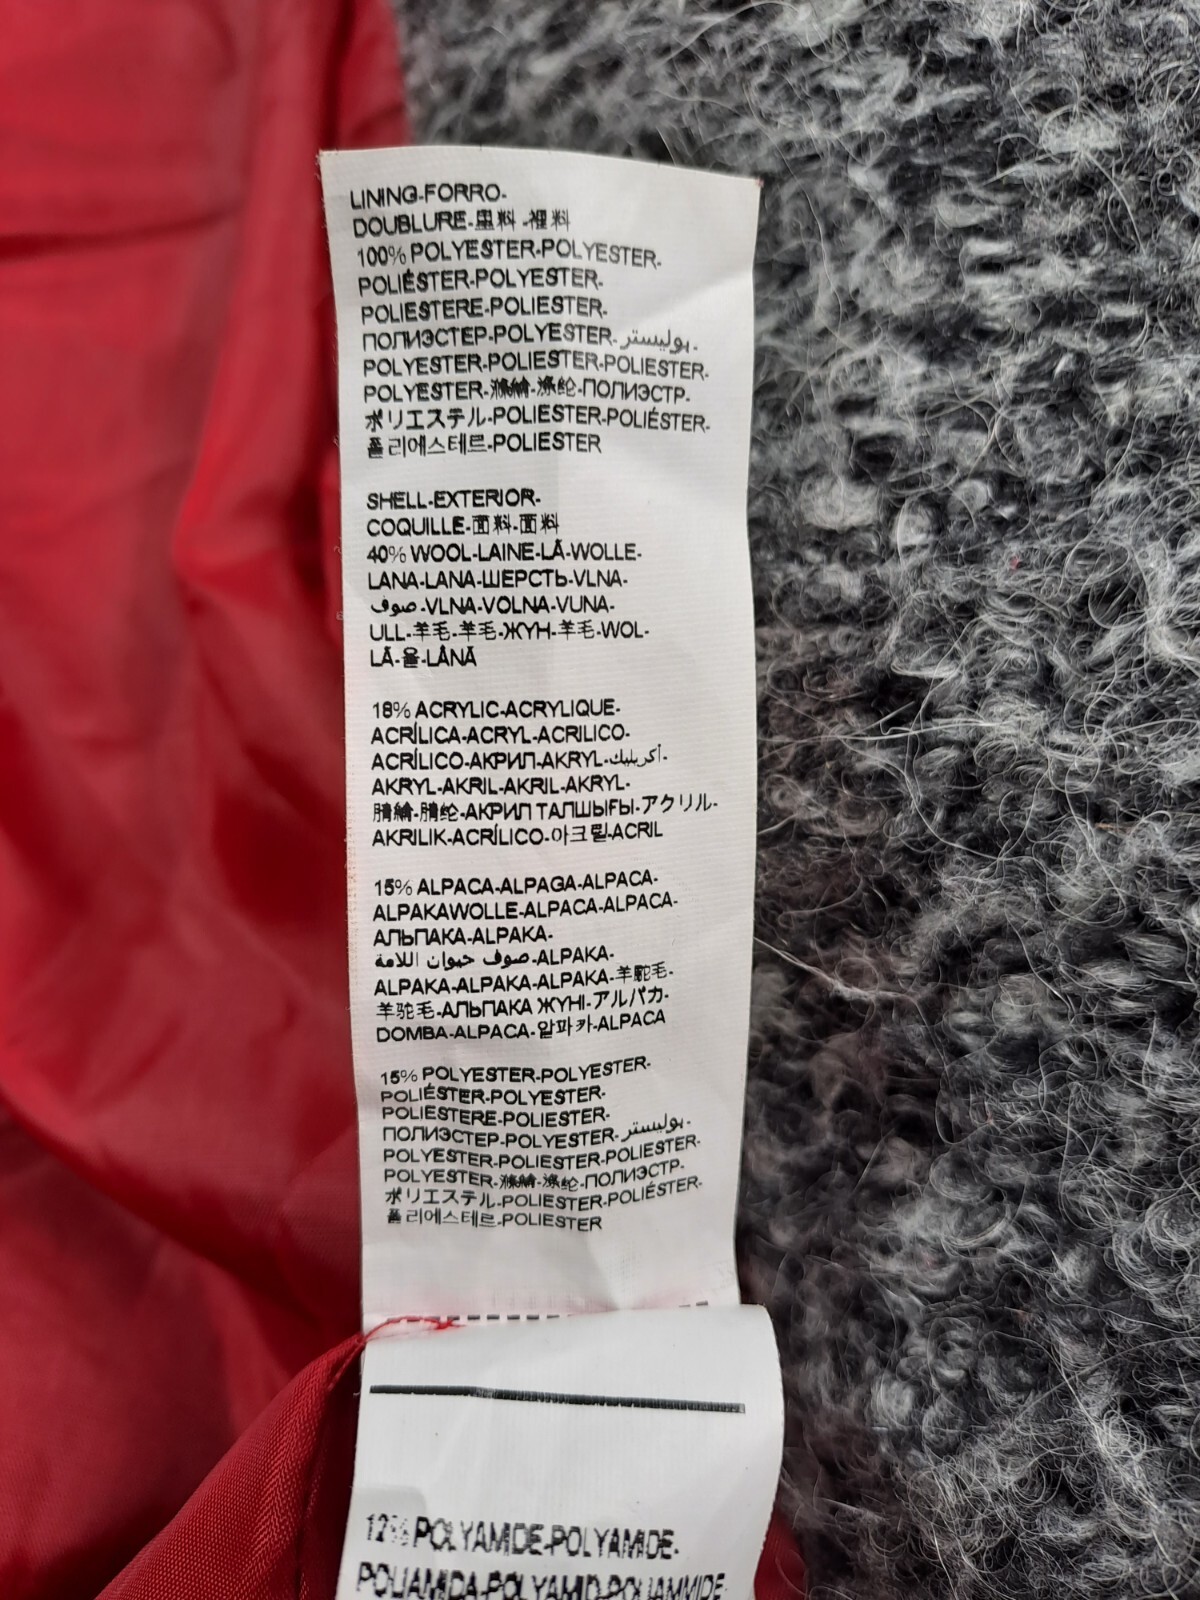 LINING-FORRO-
DOUBLURE-里料-裡料
100% POLYESTER-POLYESTER-
POLIÉSTER-POLYESTER-
POLIESTERE-POLIESTER-
ПОЛИЭСТЕР-POLYESTER-بوليستر-
POLYESTER-POLIESTER-POLIESTER-
POLYESTER-滌綸-涤纶-ПОЛИЭСТР-
ポリエステル-POLIESTER-POLIÉSTER-
폴리에스테르-POLIESTER
SHELL-EXTERIOR-
COQUILLE-面料-面料
40% WOOL-LAINE-LÃ-WOLLE-
LANA-LANA-ШЕРСТЬ-VLNA-
صوف-VLNA-VOLNA-VUNA-
ULL-羊毛-羊毛-ЖҮН-羊毛-WOL-
LÃ-울-LÂNĂ
18% ACRYLIC-ACRYLIQUE-
ACRÍLICA-ACRYL-ACRILICO-
ACRÍLICO-АКРИЛ-AKRYL-أكريليك-
AKRYL-AKRIL-AKRIL-AKRYL-
腈綸-腈纶-АКРИЛ ТАЛШЫҒЫ-アクリル-
AKRILIK-ACRÍLICO-아크릴-ACRIL
15% ALPACA-ALPAGA-ALPACA-
ALPAKAWOLLE-ALPACA-ALPACA-
АЛЬПАКА-ALPAKA-
صوف حيوان اللامة-ALPAKA-
ALPAKA-ALPAKA-ALPAKA-羊駝毛-
羊驼毛-АЛЬПАКА ЖҮНІ-アルパカ-
DOMBA-ALPACA-알파카-ALPACA
15% POLYESTER-POLYESTER-
POLIÉSTER-POLYESTER-
POLIESTERE-POLIESTER-
ПОЛИЭСТЕР-POLYESTER-بوليستر-
POLYESTER-POLIESTER-POLIESTER-
POLYESTER-滌綸-涤纶-ПОЛИЭСТР-
ポリエステル-POLIESTER-POLIÉSTER-
폴리에스테르-POLIESTER
12% POLYAMIDE-POLYAMIDE-
POLIAMIDA-POLYAMID-POLIAMMIDE-